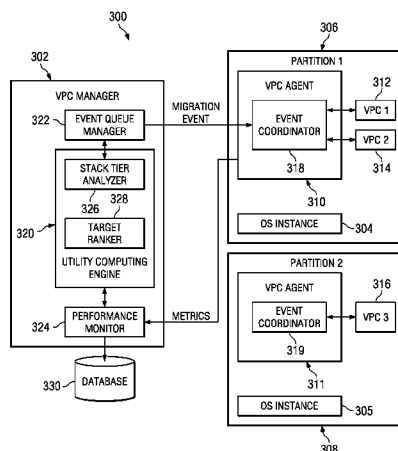 300
302
VPC MANAGER
322
EVENT QUEUE
MANAGER
STACK TIER
ANALYZER
326
328
320
TARGET
RANKER
UTILITY COMPUTING
ENGINE
324
PERFORMANCE
MONITOR
330
DATABASE
MIGRATION
EVENT
METRICS
306
PARTITION 1
VPC AGENT
EVENT
COORDINATOR
318
310
312
VPC 1
VPC 2
314
OS INSTANCE
304
PARTITION 2
VPC AGENT
EVENT
COORDINATOR
319
311
316
VPC 3
OS INSTANCE
305
308